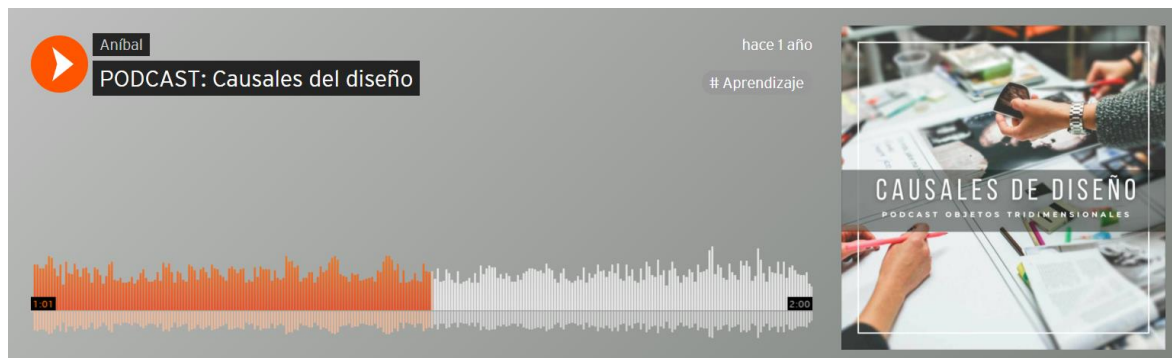 Aníbal
PODCAST: Causales del diseño
hace 1 año
# Aprendizaje
1:01
2:00
CAUSALES DE DISEÑO
PODCAST OBJETOS TRIDIMENSIONALES